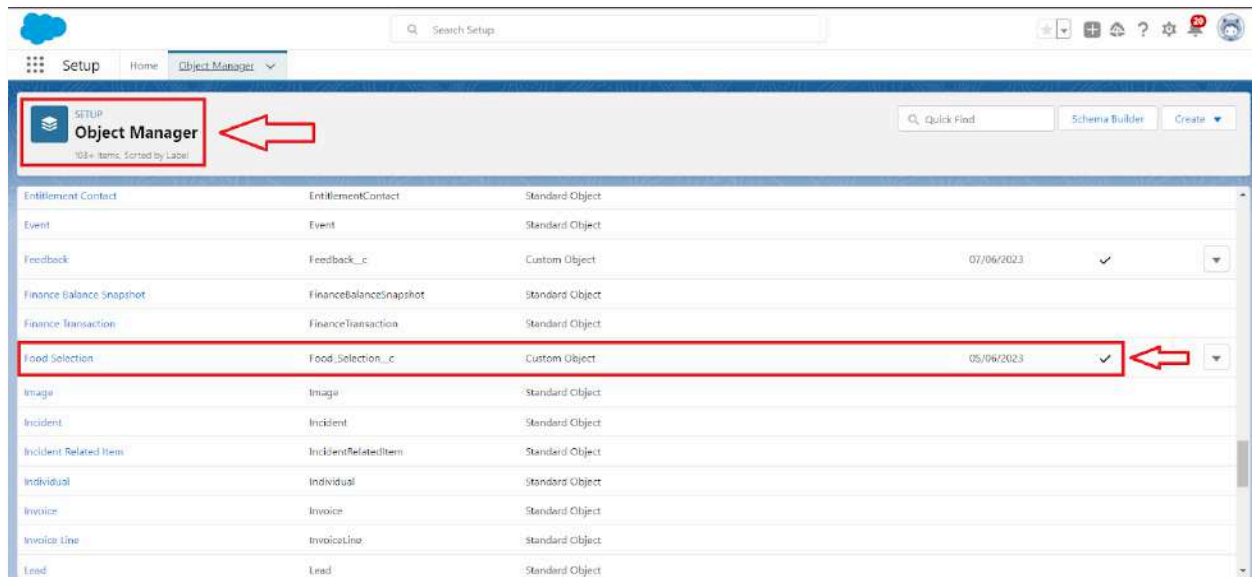 Search Setup
20
Setup Home Object Manager
SETUP
Object Manager
103+ Items, Sorted by Label
Quick Find Schema Builder Create
Entitlement Contact EntitlementContact Standard Object
Event Event Standard Object
Feedback Feedback__c Custom Object 07/06/2023
Finance Balance Snapshot FinanceBalanceSnapshot Standard Object
Finance Transaction FinanceTransaction Standard Object
Food Selection Food_Selection__c Custom Object 05/06/2023
Image Image Standard Object
Incident Incident Standard Object
Incident Related Item IncidentRelatedItem Standard Object
Individual Individual Standard Object
Invoice Invoice Standard Object
Invoice Line InvoiceLine Standard Object
Lead Lead Standard Object